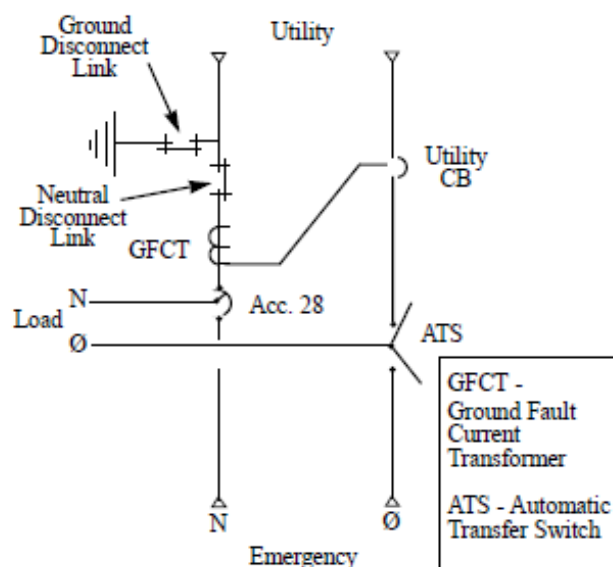 Ground
Disconnect
Link
Utility
Neutral
Disconnect
Link
Utility
CB
GFCT
N
Load
Ø
Acc. 28
ATS
GFCT -
Ground Fault
Current
Transformer
ATS - Automatic
Transfer Switch
N
Ø
Emergency